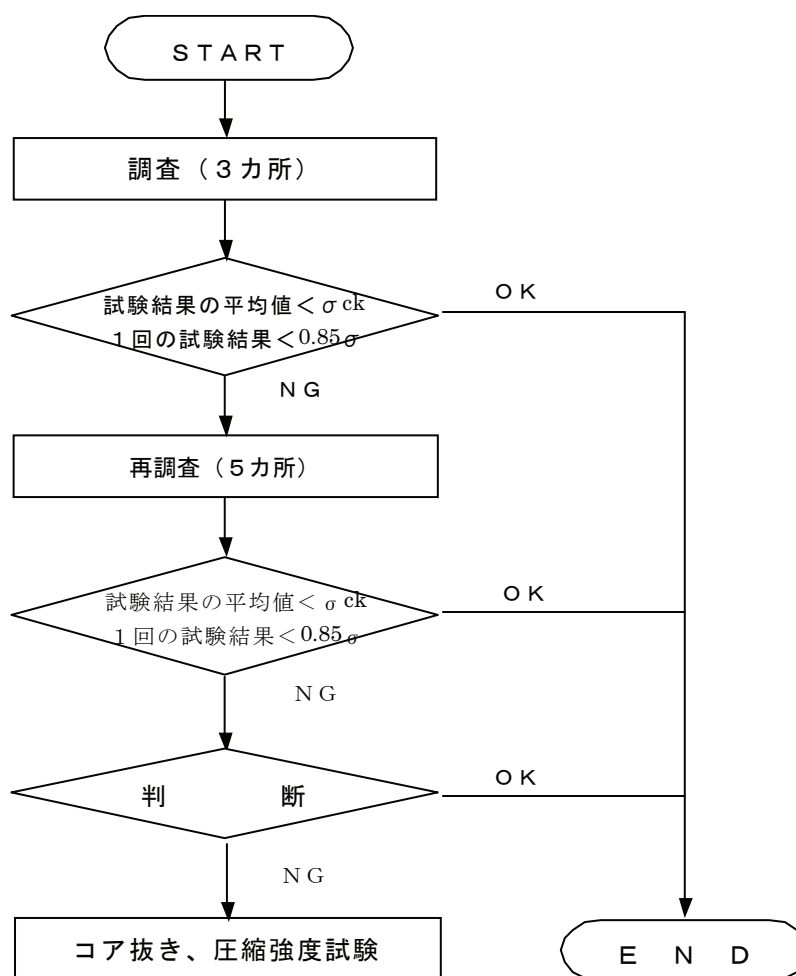 ＳＴＡＲＴ
調査（３カ所）
試験結果の平均値＜σck
１回の試験結果＜0.85σ
ＯＫ
ＮＧ
再調査（５カ所）
試験結果の平均値＜σck
１回の試験結果＜0.85σ
ＯＫ
ＮＧ
判　断
ＯＫ
ＮＧ
コア抜き、圧縮強度試験
ＥＮＤ